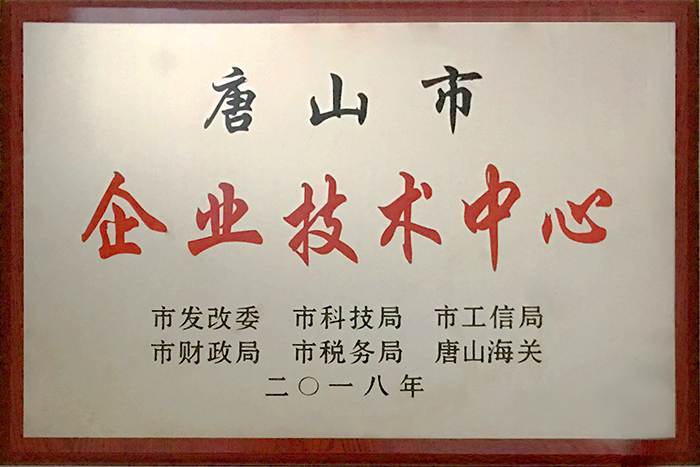 唐山市
企业技术中心
市发改委 市科技局 市工信局
市财政局 市税务局 唐山海关
二〇一八年